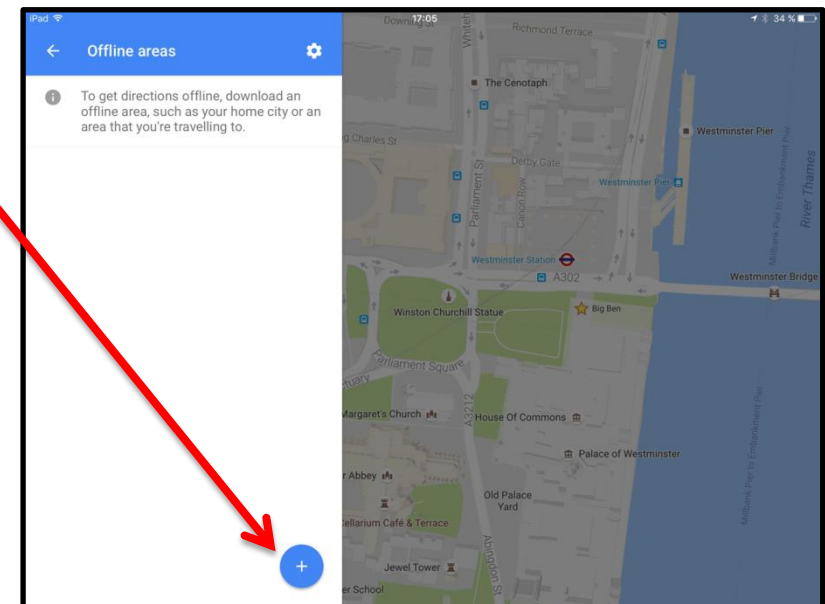 iPad
17:05
34 %
Offline areas
To get directions offline, download an
offline area, such as your home city or an
area that you're travelling to.
+
Downing St
Whiteh
Richmond Terrace
The Cenotaph
Westminster Pier
g Charles St
Derby Gate
Parliament St
Canon Row
Westminster Pier
Millbank Pier to Embankment Pier
River Thames
Westminster Station
A302
Westminster Bridge
Winston Churchill Statue
Big Ben
Parliament Square
ctuary
Margaret's Church
A3212
House Of Commons
Palace of Westminster
Millbank Pier to Embankment Pier
r Abbey
Old Palace
Yard
Cellarium Café & Terrace
Abingdon St
Jewel Tower
er School